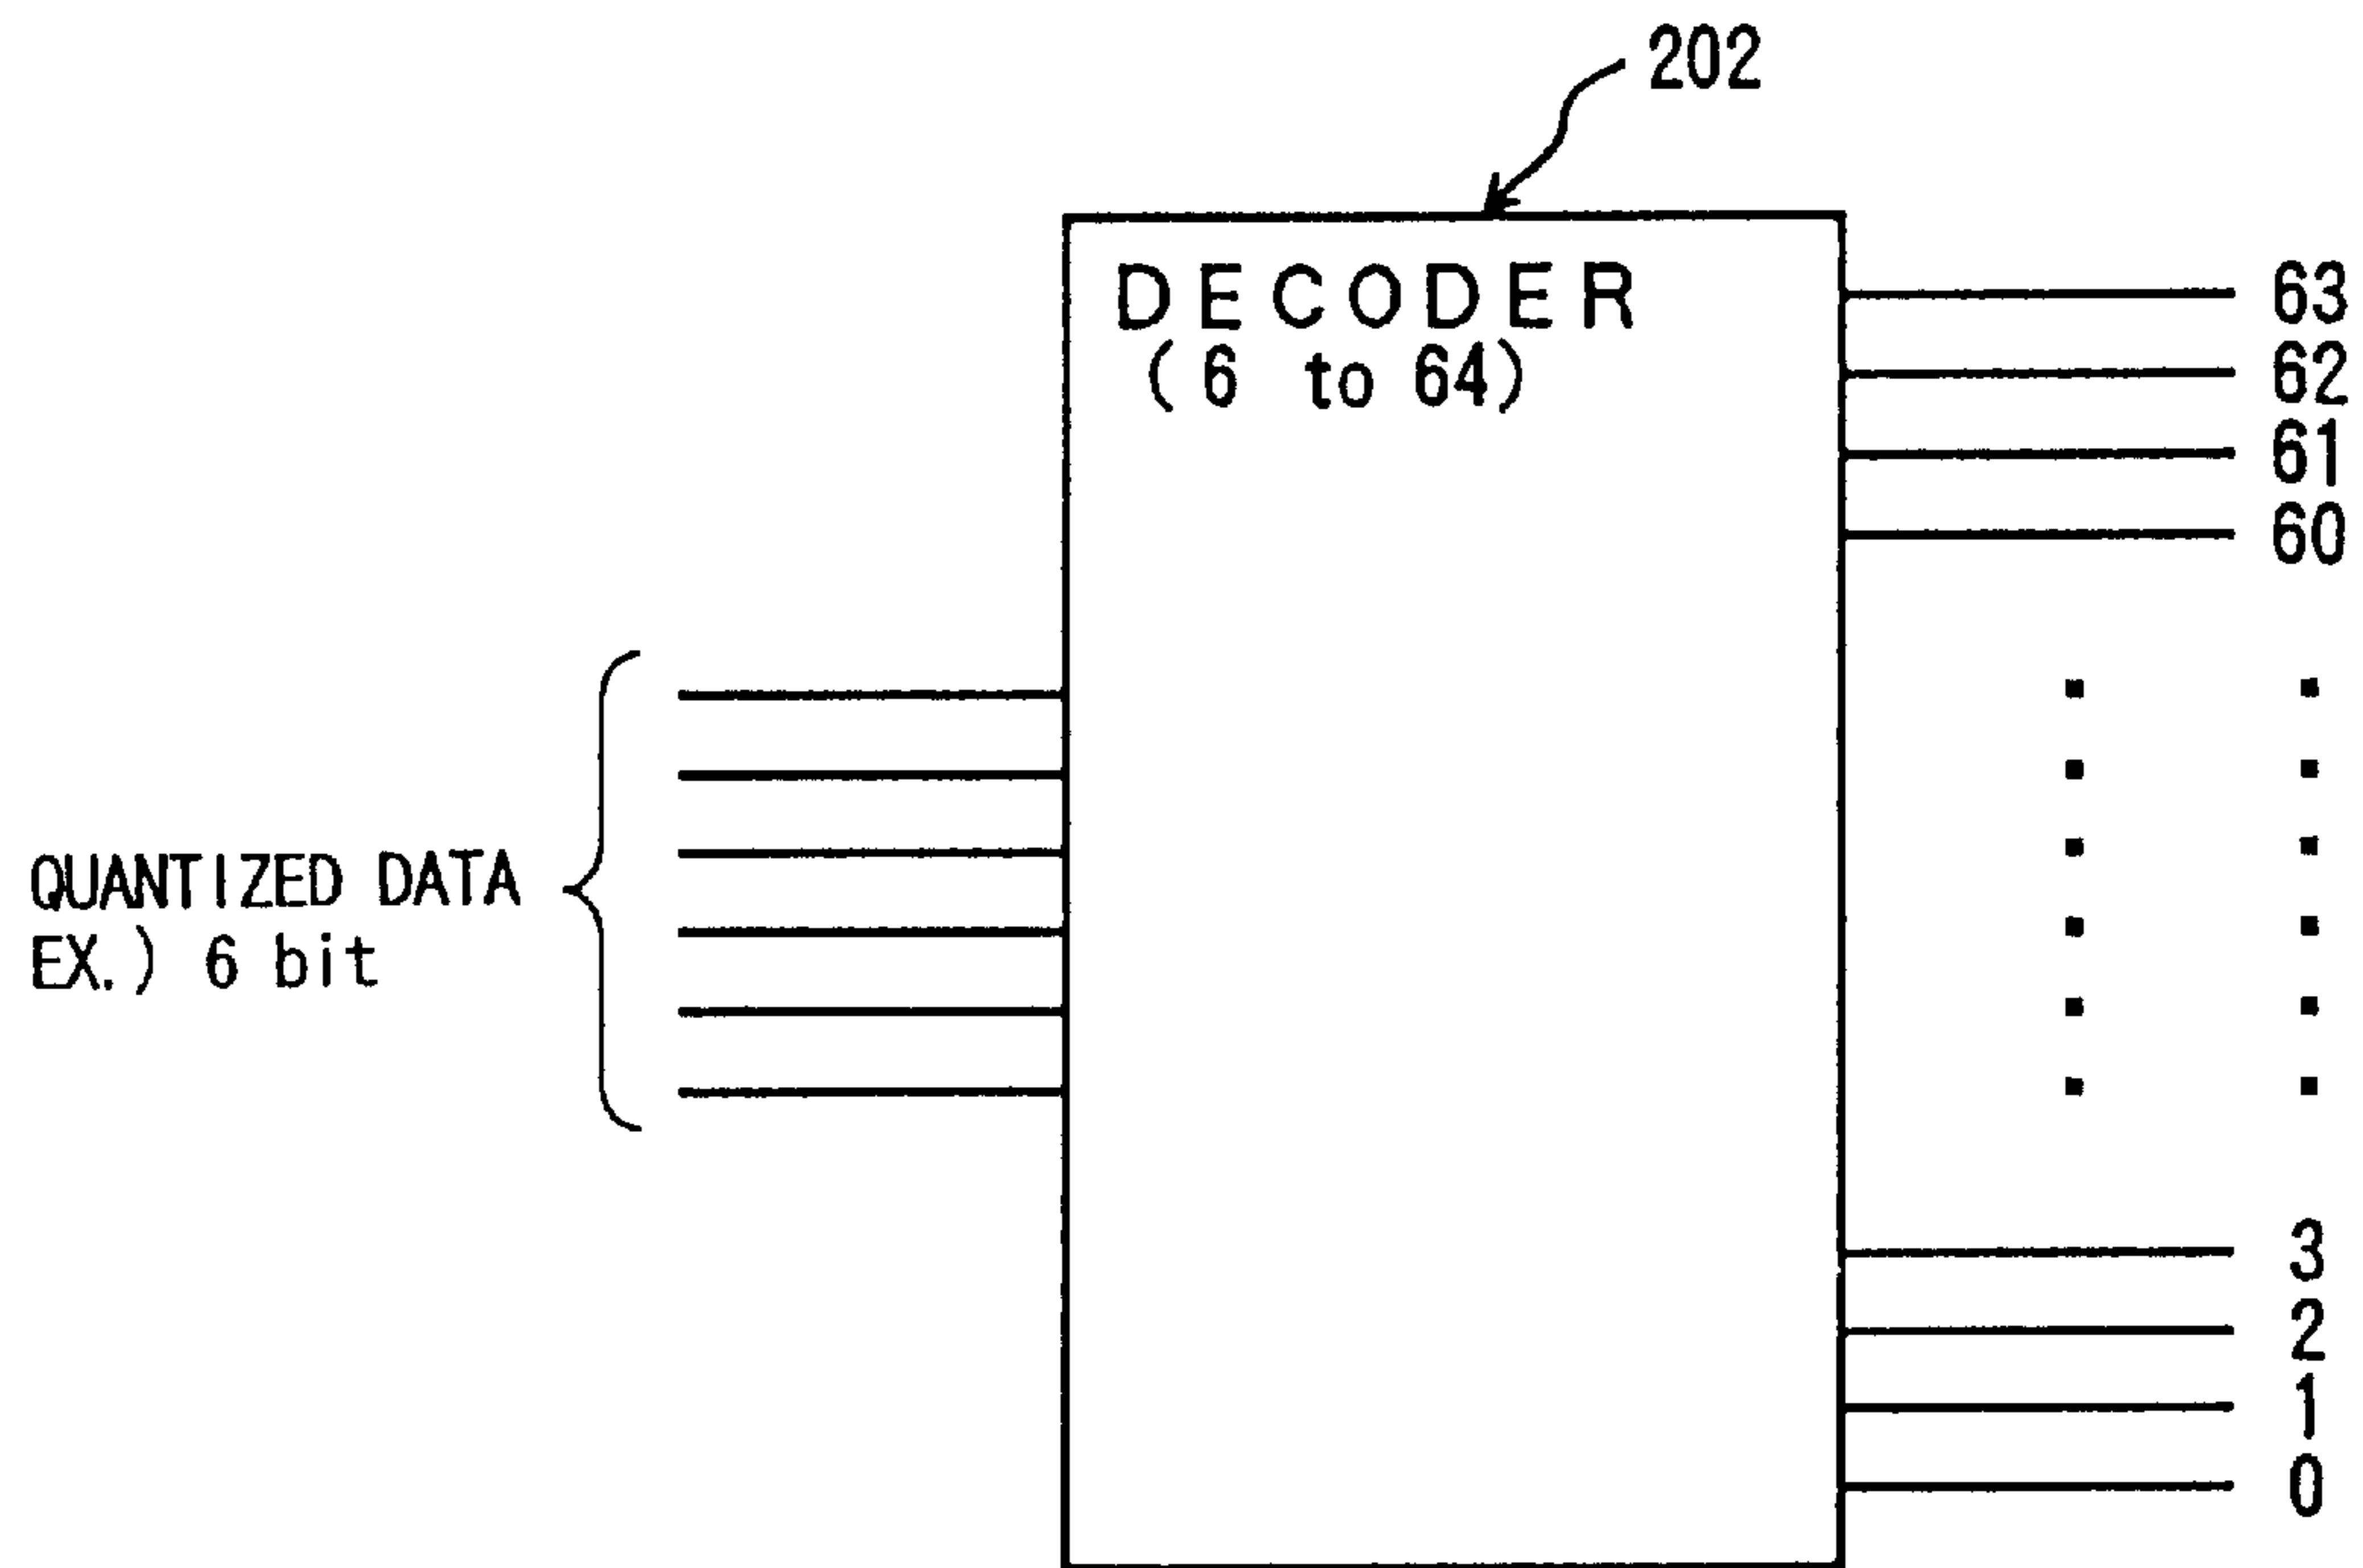 202
DECODER
(6 to 64)
63
62
61
60
QUANTIZED DATA
EX.) 6 bit
3
2
1
0